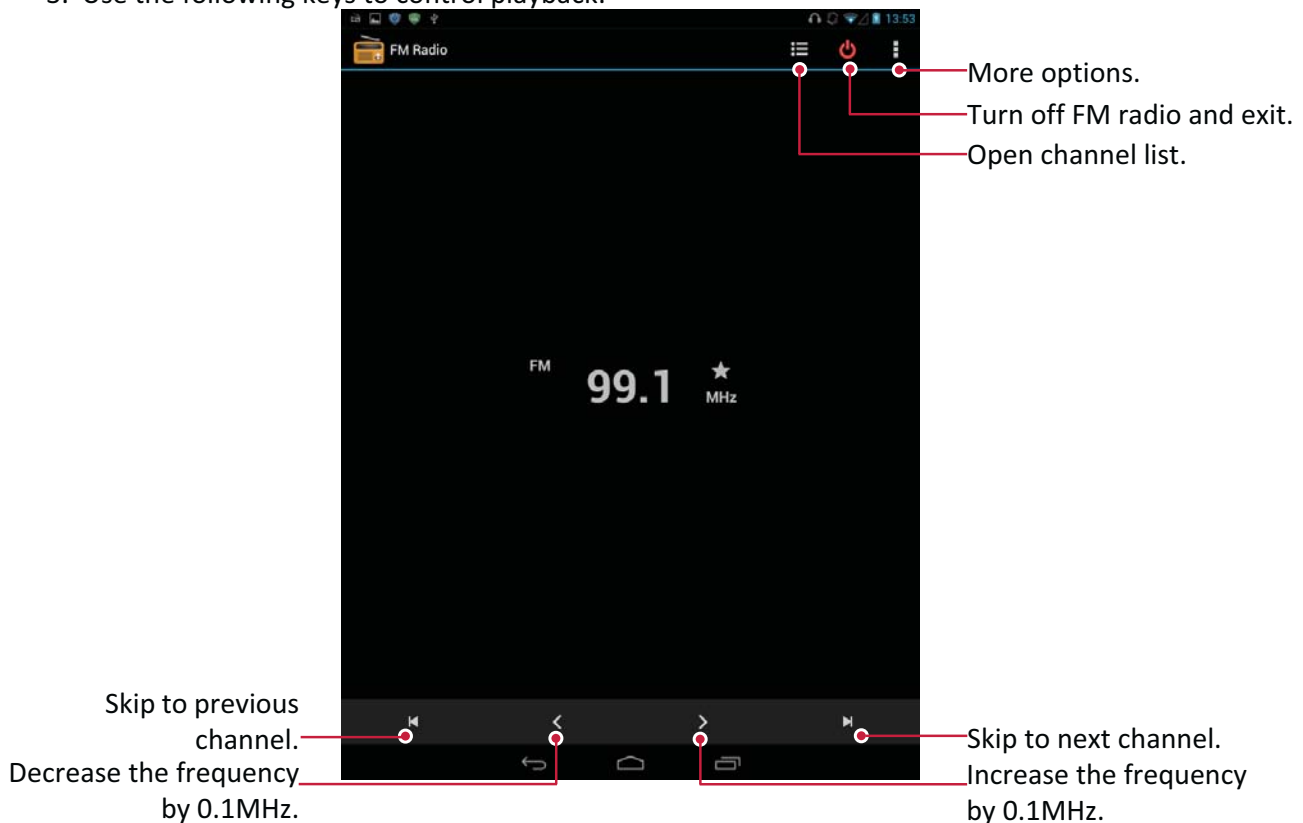 3. Use the following keys to control playback.
13:53
FM Radio
More options.
Turn off FM radio and exit.
Open channel list.
FM
99.1
MHz
Skip to previous
channel.
Decrease the frequency
by 0.1MHz.
Skip to next channel.
Increase the frequency
by 0.1MHz.